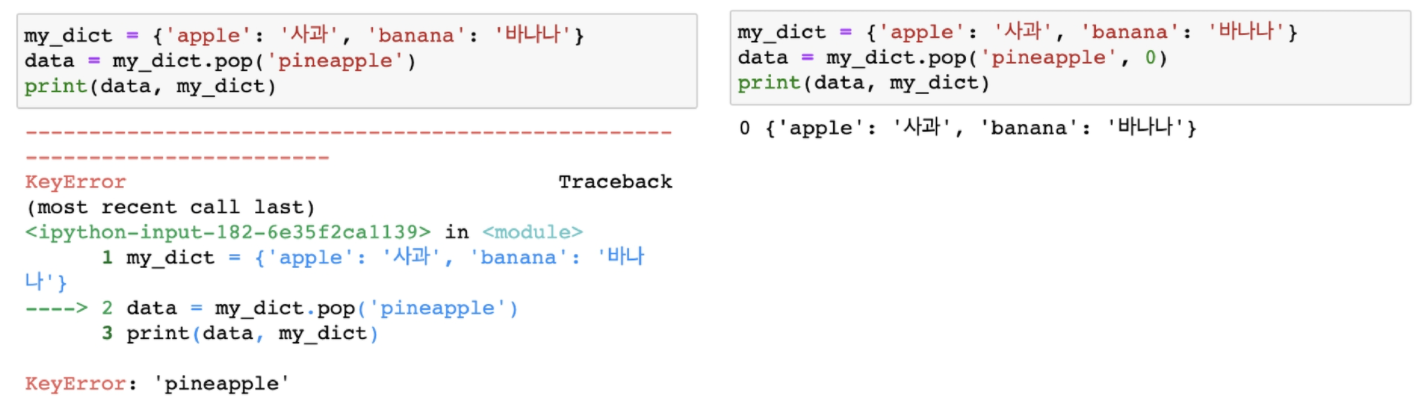 my_dict = {'apple': '사과', 'banana': '바나나'}
data = my_dict.pop('pineapple')
print(data, my_dict)
---------------------------------------------------
------------------------
KeyError                                  Traceback
(most recent call last)
<ipython-input-182-6e35f2ca1139> in <module>
      1 my_dict = {'apple': '사과', 'banana': '바나
나'}
----> 2 data = my_dict.pop('pineapple')
      3 print(data, my_dict)
KeyError: 'pineapple'
my_dict = {'apple': '사과', 'banana': '바나나'}
data = my_dict.pop('pineapple', 0)
print(data, my_dict)
0 {'apple': '사과', 'banana': '바나나'}